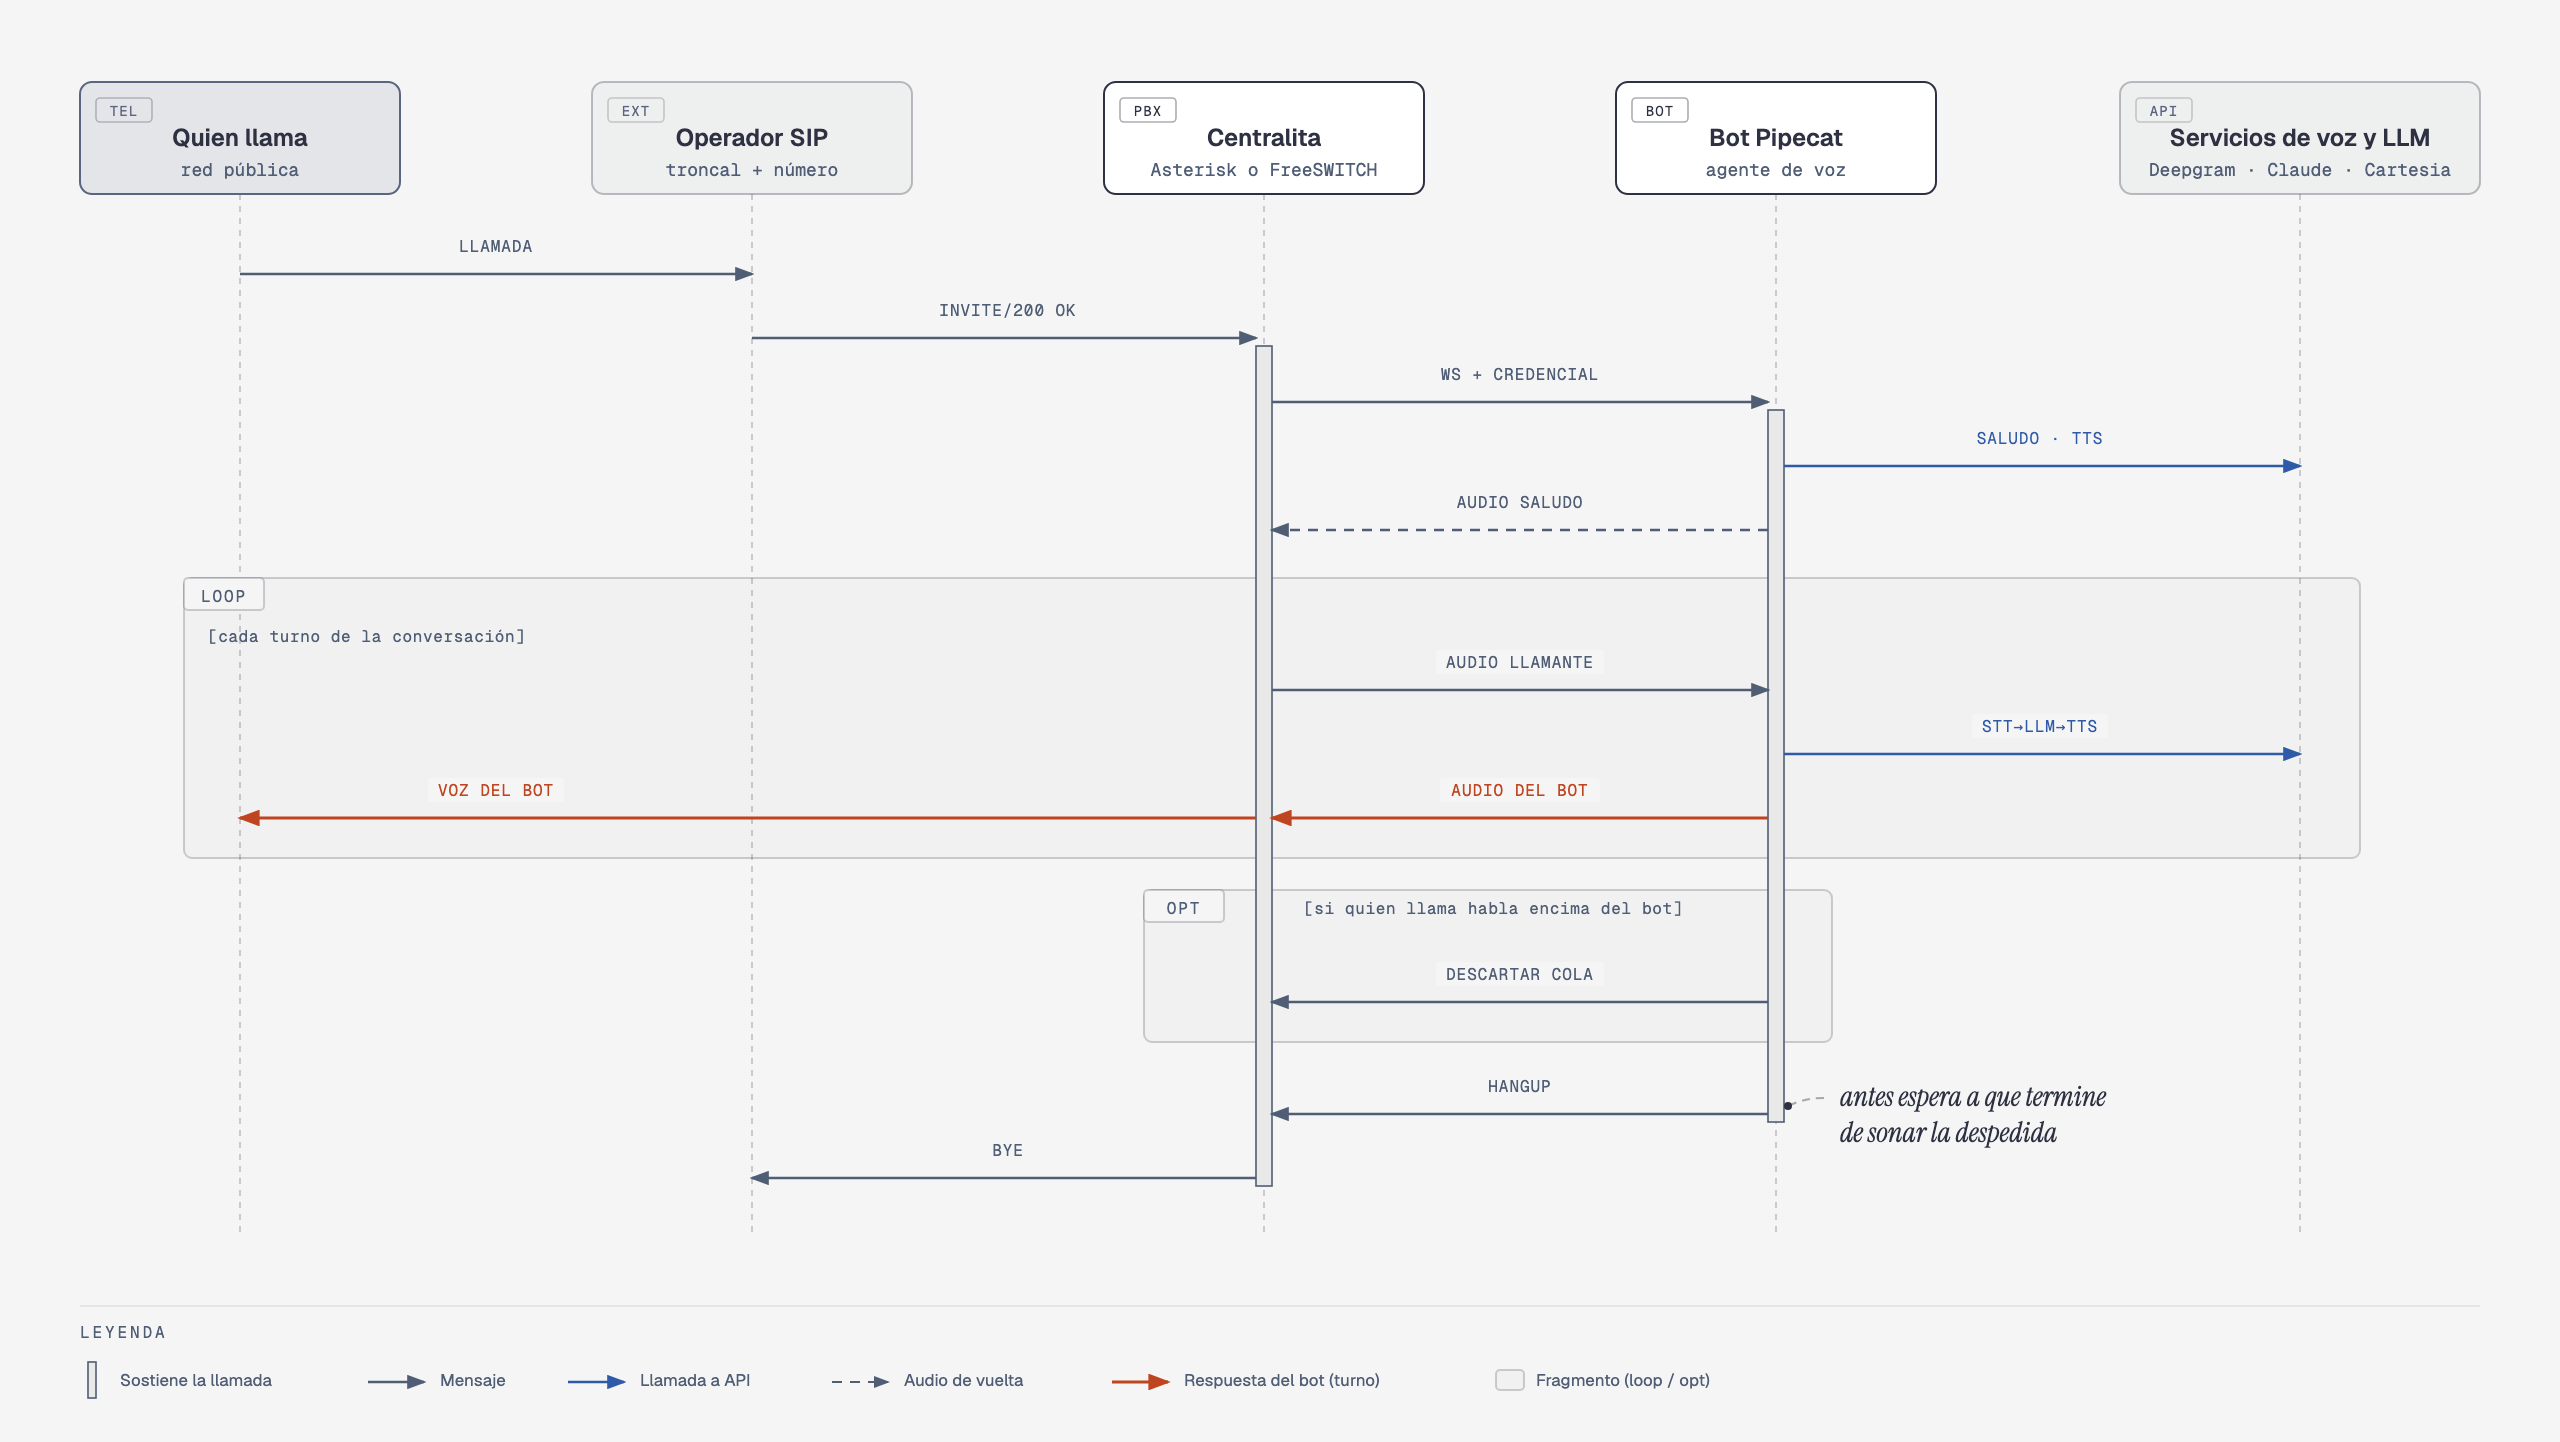 TEL
Quien llama
red pública
EXT
Operador SIP
troncal + número
PBX
Centralita
Asterisk o FreeSWITCH
BOT
Bot Pipecat
agente de voz
API
Servicios de voz y LLM
Deepgram · Claude · Cartesia
LLAMADA
INVITE/200 OK
WS + CREDENCIAL
SALUDO · TTS
AUDIO SALUDO
LOOP
[cada turno de la conversación]
AUDIO LLAMANTE
STT→LLM→TTS
VOZ DEL BOT
AUDIO DEL BOT
OPT
[si quien llama habla encima del bot]
DESCARTAR COLA
HANGUP
antes espera a que termine
de sonar la despedida
BYE
LEYENDA
Sostiene la llamada
Mensaje
Llamada a API
Audio de vuelta
Respuesta del bot (turno)
Fragmento (loop / opt)